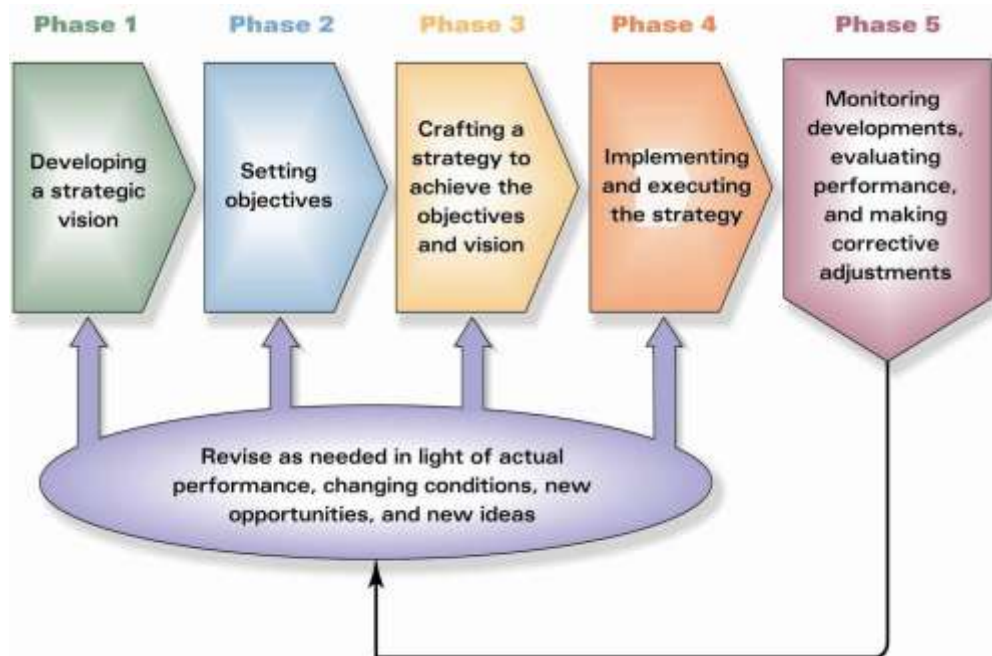 Phase 1
Phase 2
Phase 3
Phase 4
Phase 5
Developing
a strategic
vision
Setting
objectives
Crafting a
strategy to
achieve the
objectives
and vision
Implementing
and executing
the strategy
Monitoring
developments,
evaluating
performance,
and making
corrective
adjustments
Revise as needed in light of actual
performance, changing conditions, new
opportunities, and new ideas